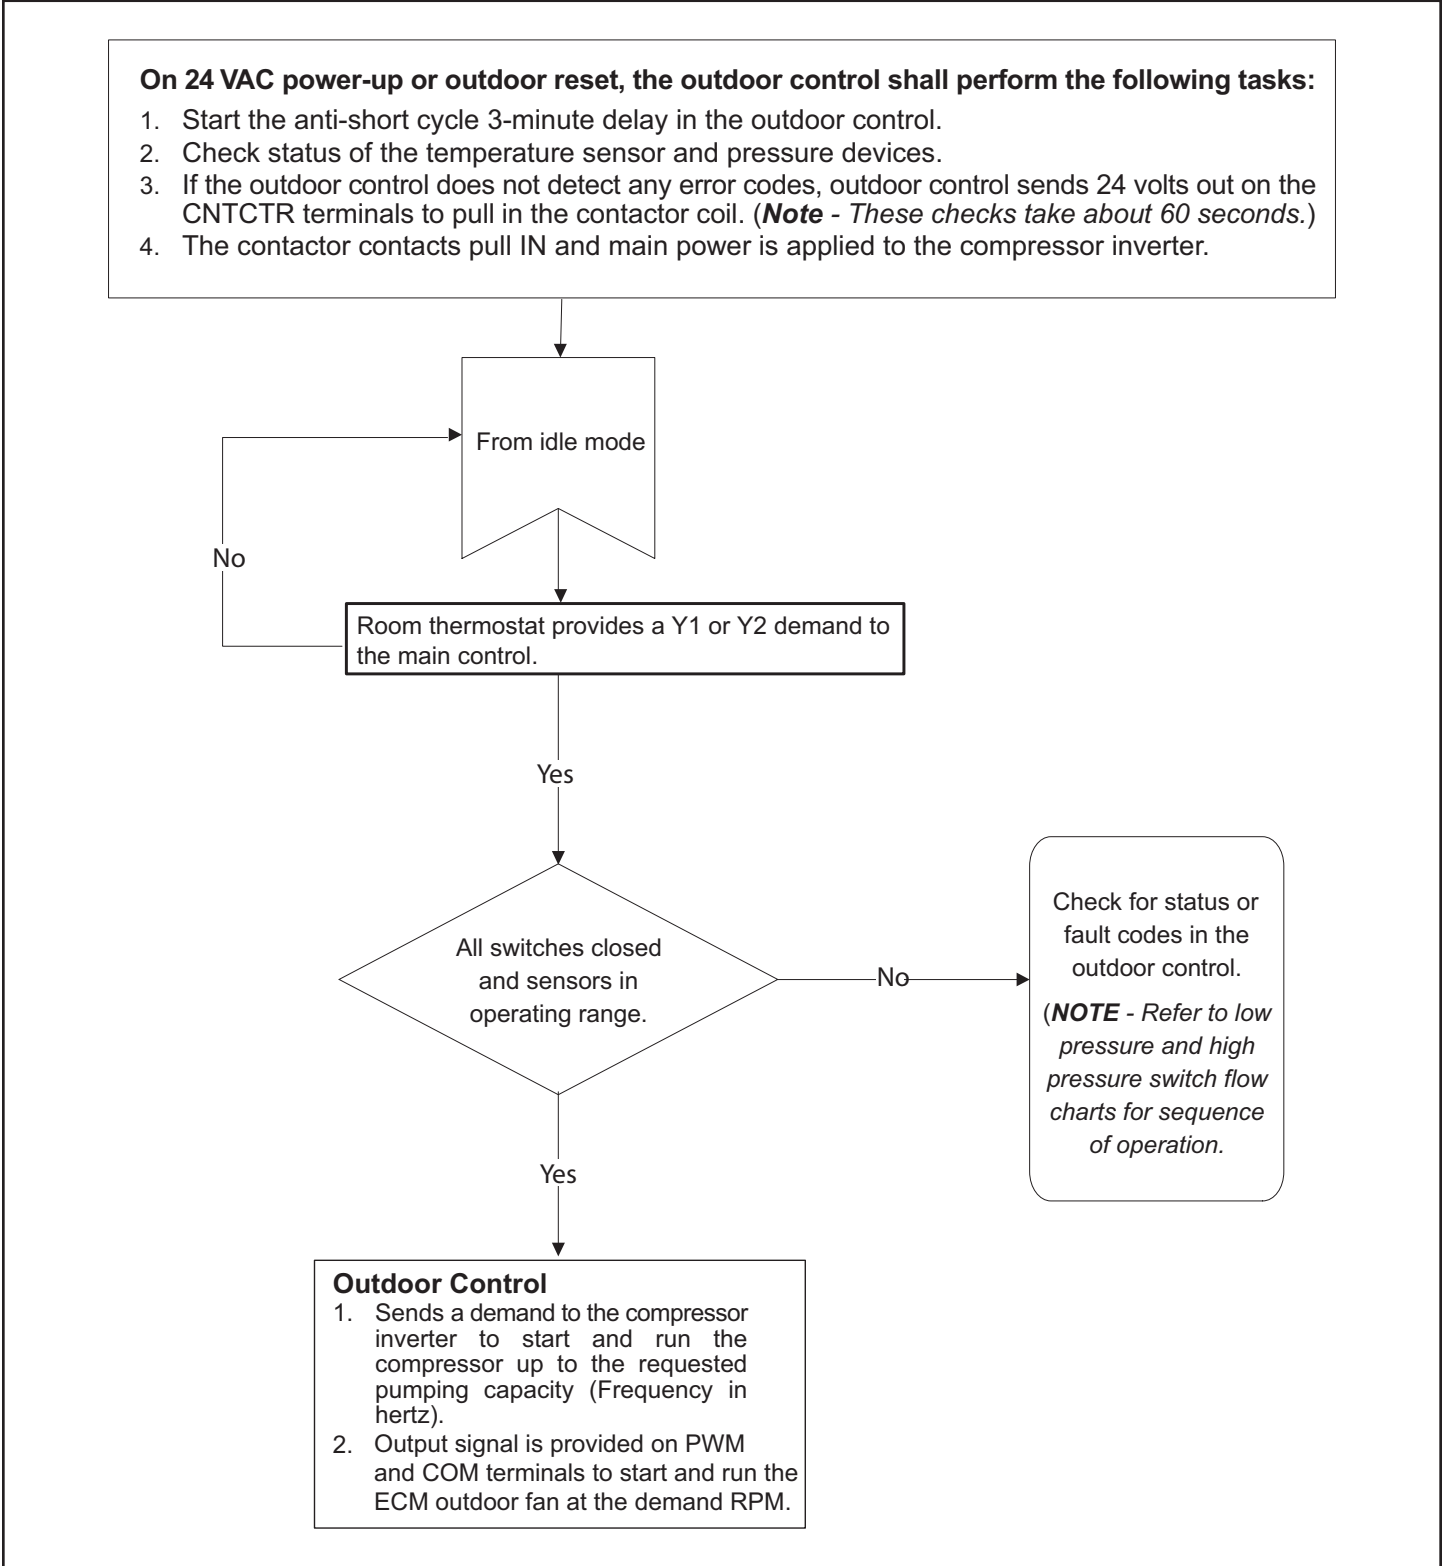 On 24 VAC power-up or outdoor reset, the outdoor control shall perform the following tasks:
1. Start the anti-short cycle 3-minute delay in the outdoor control.
2. Check status of the temperature sensor and pressure devices.
3. If the outdoor control does not detect any error codes, outdoor control sends 24 volts out on the
CNTCTR terminals to pull in the contactor coil. (Note - These checks take about 60 seconds.)
4. The contactor contacts pull IN and main power is applied to the compressor inverter.
From idle mode
No
Room thermostat provides a Y1 or Y2 demand to
the main control.
Yes
All switches closed
and sensors in
operating range.
No
Check for status or
fault codes in the
outdoor control.
(NOTE - Refer to low
pressure and high
pressure switch flow
charts for sequence
of operation.
Yes
Outdoor Control
1. Sends a demand to the compressor
inverter to start and run the
compressor up to the requested
pumping capacity (Frequency in
hertz).
2. Output signal is provided on PWM
and COM terminals to start and run the
ECM outdoor fan at the demand RPM.